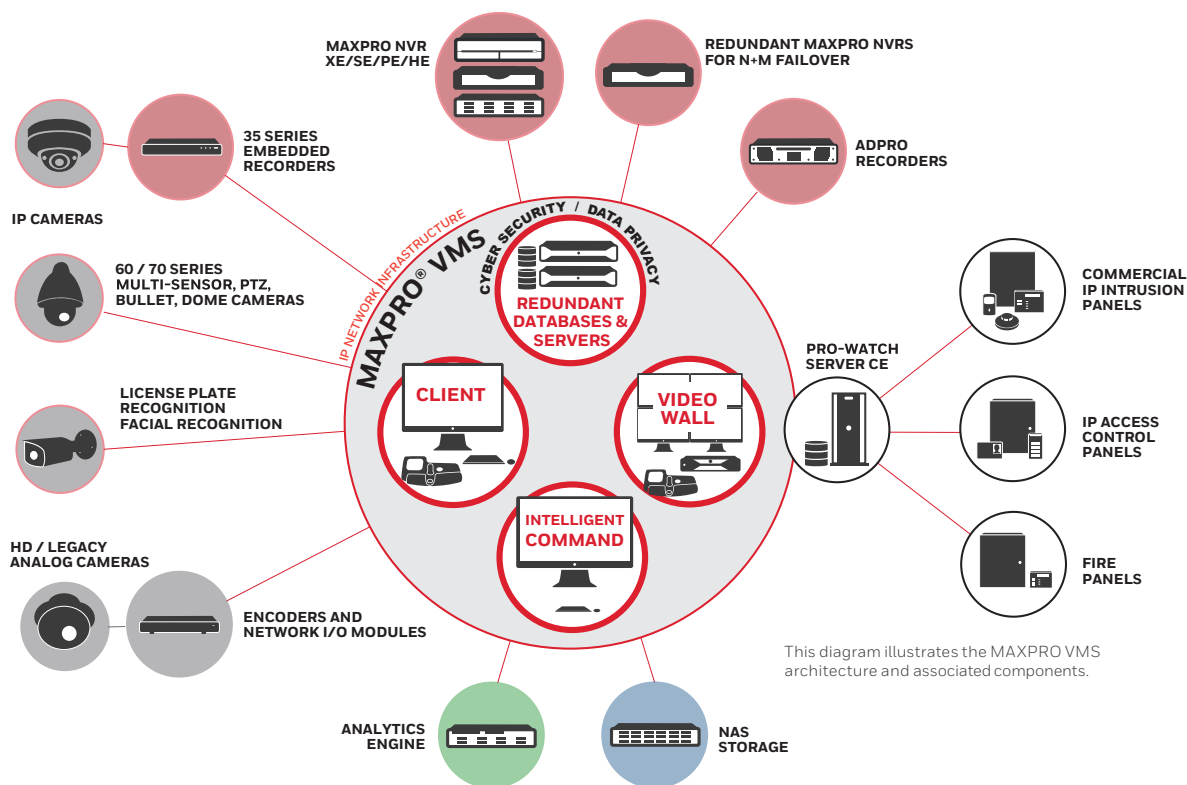 MAXPRO NVR
XE/SE/PE/HE
REDUNDANT MAXPRO NVRS
FOR N+M FAILOVER
35 SERIES
EMBEDDED
RECORDERS
ADPRO
RECORDERS
IP CAMERAS
60 / 70 SERIES
MULTI-SENSOR, PTZ,
BULLET, DOME CAMERAS
LICENSE PLATE
RECOGNITION
FACIAL RECOGNITION
HD / LEGACY
ANALOG CAMERAS
ENCODERS AND
NETWORK I/O MODULES
IP NETWORK INFRASTRUCTURE
MAXPRO® VMS
CYBER SECURITY / DATA PRIVACY
REDUNDANT
DATABASES &
SERVERS
CLIENT
VIDEO
WALL
INTELLIGENT
COMMAND
PRO-WATCH
SERVER CE
COMMERCIAL
IP INTRUSION
PANELS
IP ACCESS
CONTROL
PANELS
FIRE
PANELS
This diagram illustrates the MAXPRO VMS
architecture and associated components.
ANALYTICS
ENGINE
NAS
STORAGE